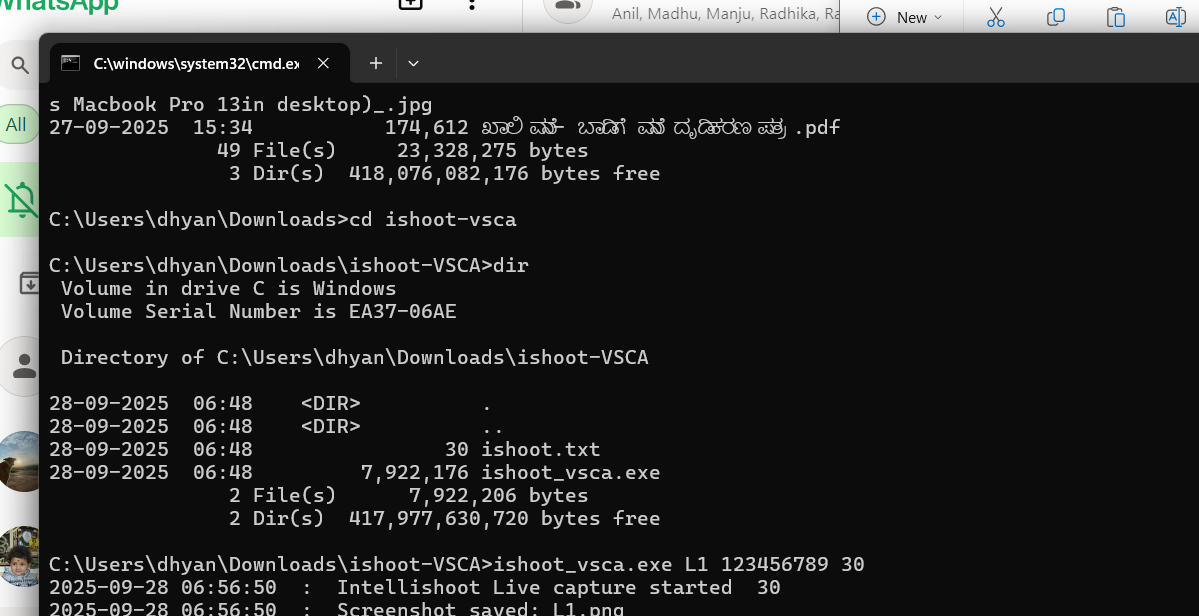 WhatsApp
Anil, Madhu, Manju, Radhika, Ra
New
C:\windows\system32\cmd.ex
All
s Macbook Pro 13in desktop)_.jpg
27-09-2025  15:34           174,612 ಖಾಲಿ ಮನೆ- ಬಾಡಿಗೆ ಮನೆ ದೃಡಿಕರಣ ಪತ್ರ .pdf
49 File(s)     23,328,275 bytes
3 Dir(s)  418,076,082,176 bytes free
C:\Users\dhyan\Downloads>cd ishoot-vsca
C:\Users\dhyan\Downloads\ishoot-VSCA>dir
Volume in drive C is Windows
Volume Serial Number is EA37-06AE
Directory of C:\Users\dhyan\Downloads\ishoot-VSCA
28-09-2025  06:48    <DIR>          .
28-09-2025  06:48    <DIR>          ..
28-09-2025  06:48                30 ishoot.txt
28-09-2025  06:48         7,922,176 ishoot_vsca.exe
2 File(s)      7,922,206 bytes
2 Dir(s)  417,977,630,720 bytes free
C:\Users\dhyan\Downloads\ishoot-VSCA>ishoot_vsca.exe L1 123456789 30
2025-09-28 06:56:50  :  Intellishoot Live capture started  30
2025-09-28 06:56:50  :  Screenshot saved: L1.png